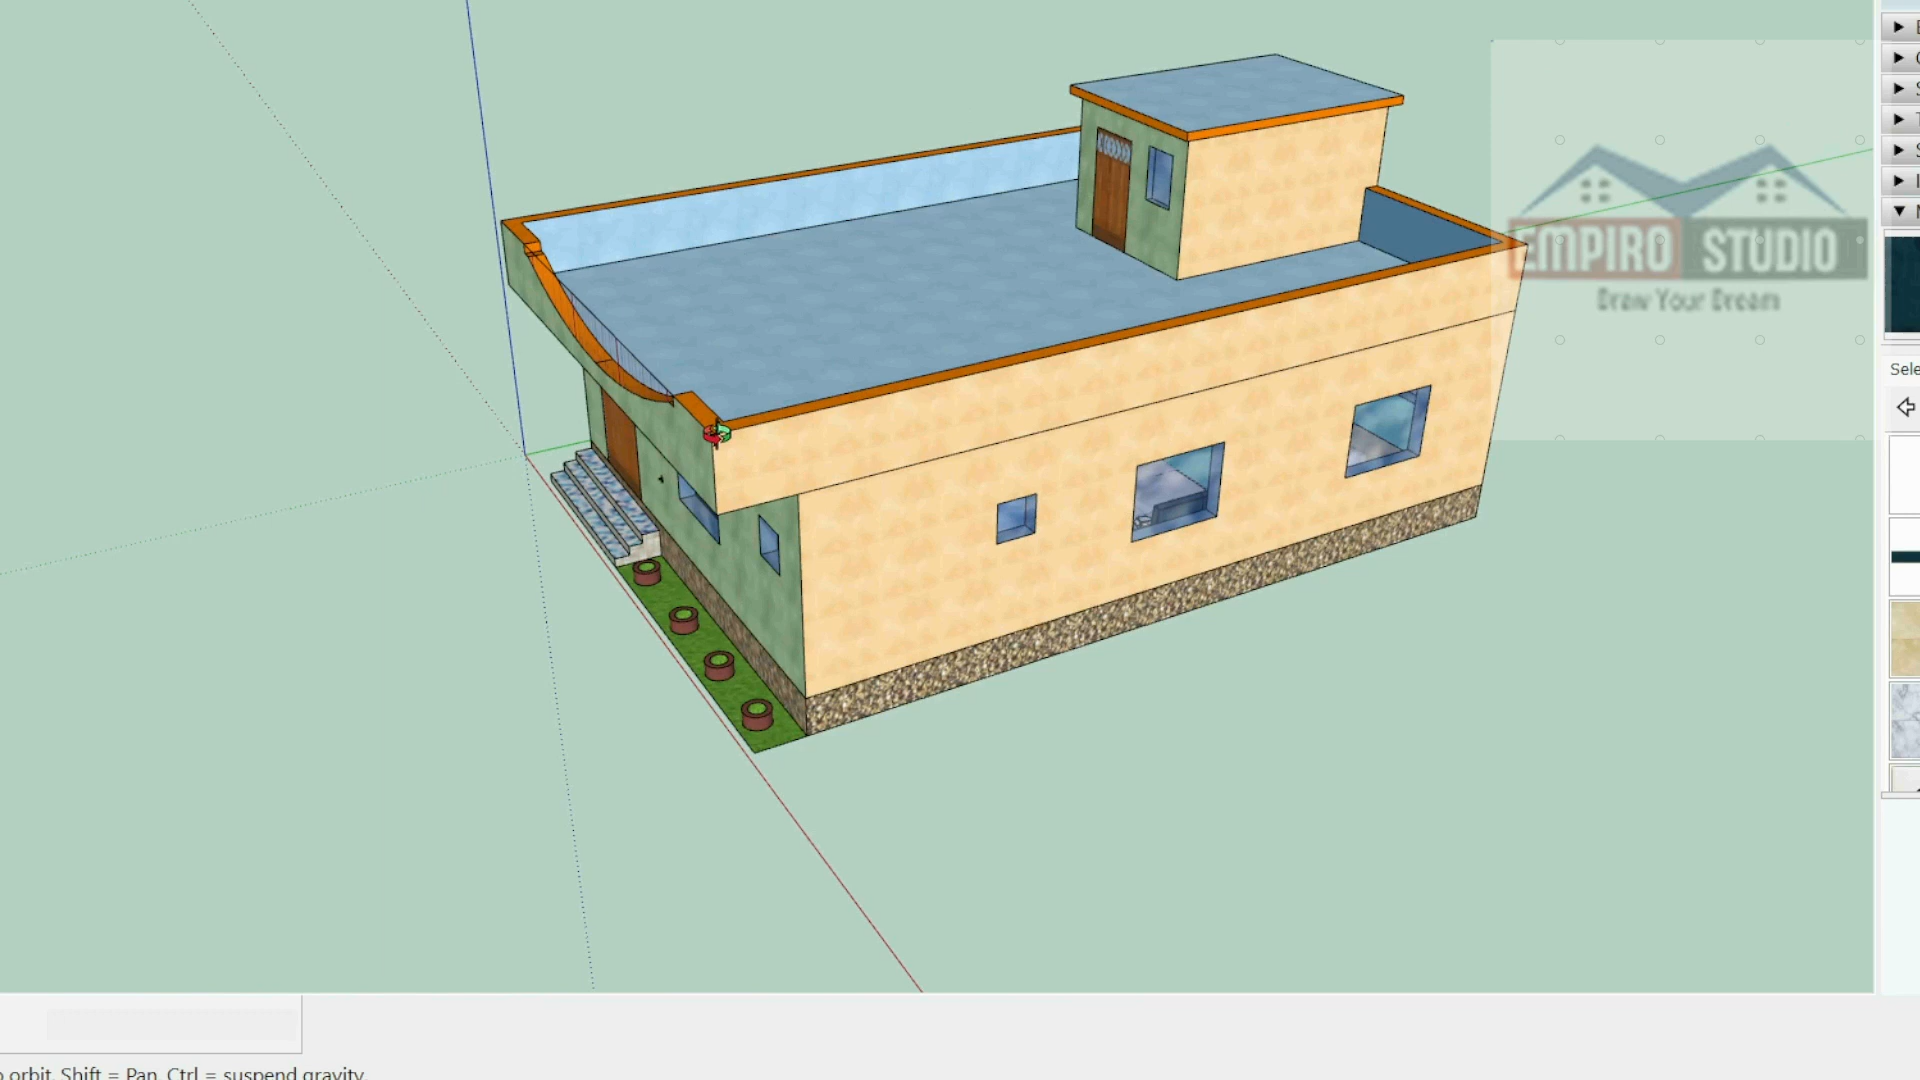 EMPIRO STUDIO
Draw Your Dream
Sele
orbit. Shift = Pan, Ctrl = suspend gravity.